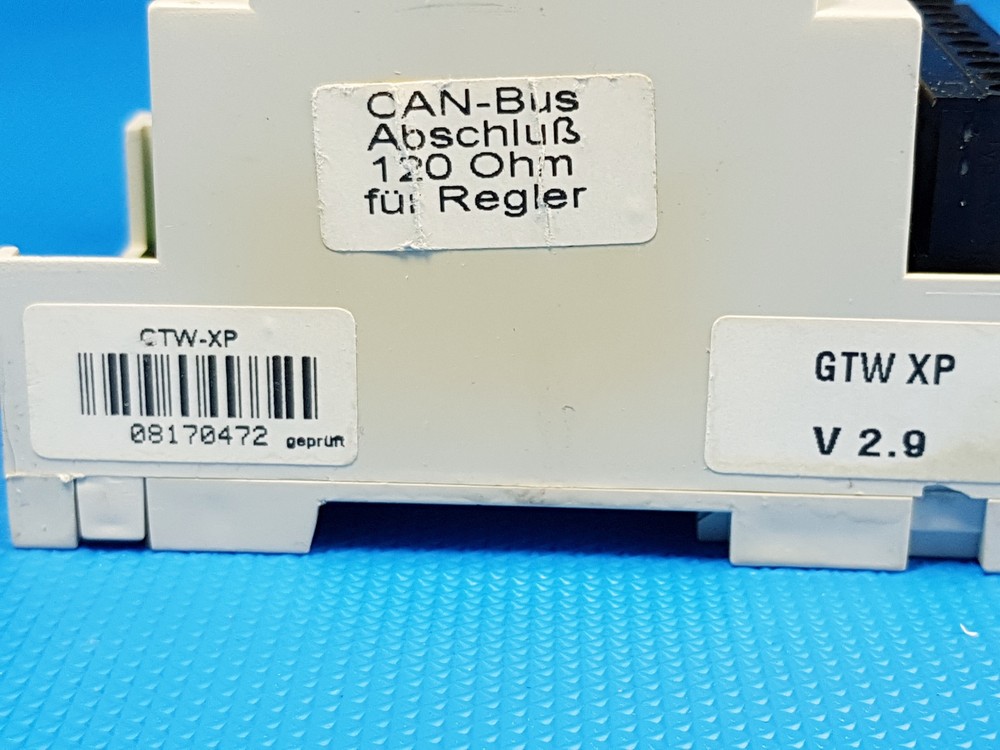 CAN-Bus
Abschluß
120 Ohm
für Regler
GTW-XP
08170472 geprüft
GTW XP
V 2.9